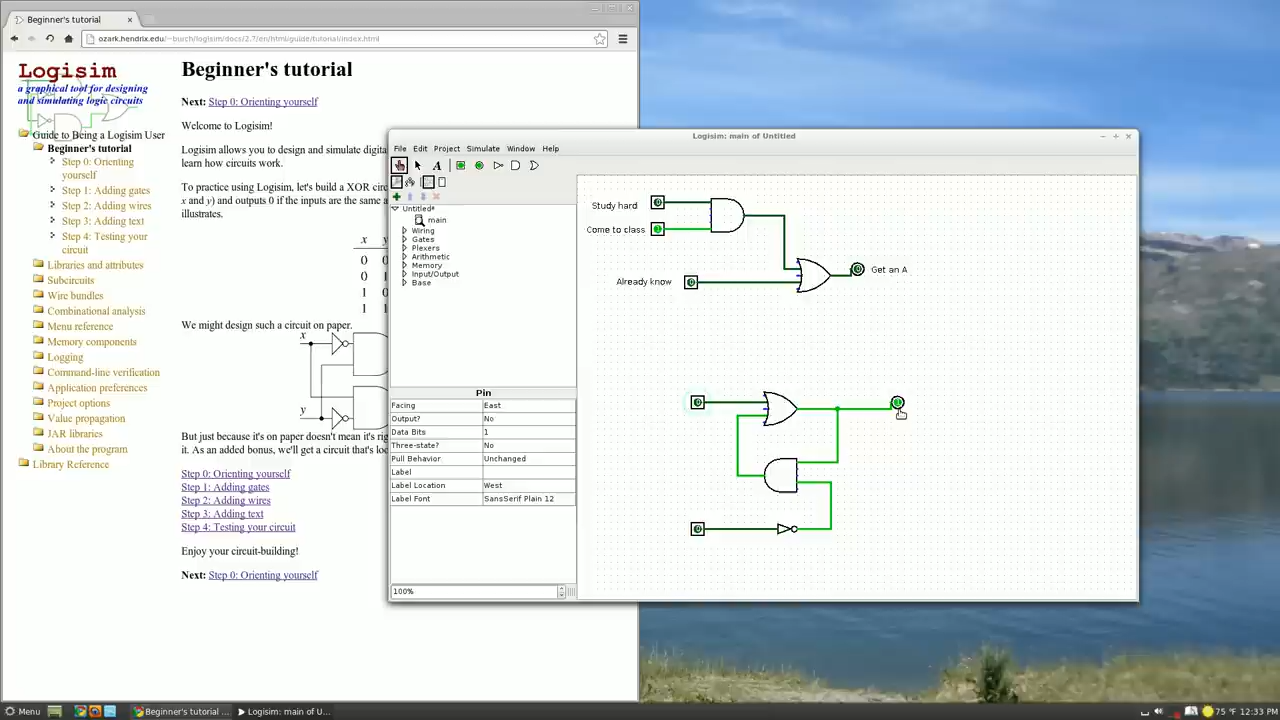 Beginner's tutorial
ozark.hendrix.edu/~burch/logisim/docs/2.7/en/html/guide/tutorial/index.html
Logisim
a graphical tool for designing
and simulating logic circuits
Guide to Being a Logisim User
Beginner's tutorial
Step 0: Orienting
yourself
Step 1: Adding gates
Step 2: Adding wires
Step 3: Adding text
Step 4: Testing your
circuit
Libraries and attributes
Subcircuits
Wire bundles
Combinational analysis
Menu reference
Memory components
Logging
Command-line verification
Application preferences
Project options
Value propagation
JAR libraries
About the program
Library Reference
Beginner's tutorial
Next: Step 0: Orienting yourself
Welcome to Logisim!
Logisim allows you to design and simulate digita
learn how circuits work.
To practice using Logisim, let's build a XOR circ
x and y) and outputs 0 if the inputs are the same a
illustrates.
x y
0 0
0 1
1 0
1 1
We might design such a circuit on paper.
x
y
But just because it's on paper doesn't mean it's rig
it. As an added bonus, we'll get a circuit that's loo
Step 0: Orienting yourself
Step 1: Adding gates
Step 2: Adding wires
Step 3: Adding text
Step 4: Testing your circuit
Enjoy your circuit-building!
Next: Step 0: Orienting yourself
Logisim: main of Untitled
File Edit Project Simulate Window Help
A
Untitled*
main
Wiring
Gates
Plexers
Arithmetic
Memory
Input/Output
Base
Pin
Facing East
Output? No
Data Bits 1
Three-state? No
Pull Behavior Unchanged
Label
Label Location West
Label Font SansSerif Plain 12
100%
Study hard 0
Come to class 1
Already know 0
0 Get an A
0
1
0
Menu
Beginner's tutorial ...
Logisim: main of U...
75 °F 12:33 PM